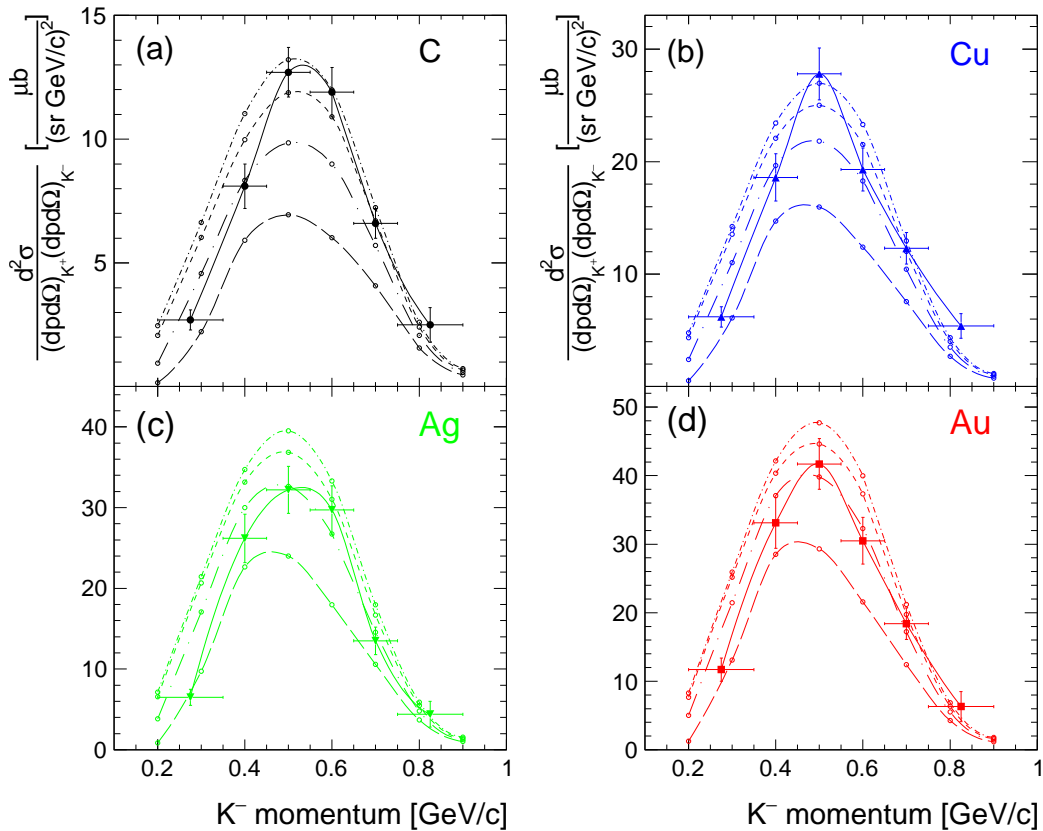 (a)
C
15
10
5
d²σ
(dpdΩ)K⁺(dpdΩ)K⁻
[
μb
(sr GeV/c)²
]
(b)
Cu
30
20
10
d²σ
(dpdΩ)K⁺(dpdΩ)K⁻
[
μb
(sr GeV/c)²
]
(c)
Ag
40
30
20
10
0
0.2 0.4 0.6 0.8 1
K⁻ momentum [GeV/c]
(d)
Au
50
40
30
20
10
0
0.2 0.4 0.6 0.8 1
K⁻ momentum [GeV/c]